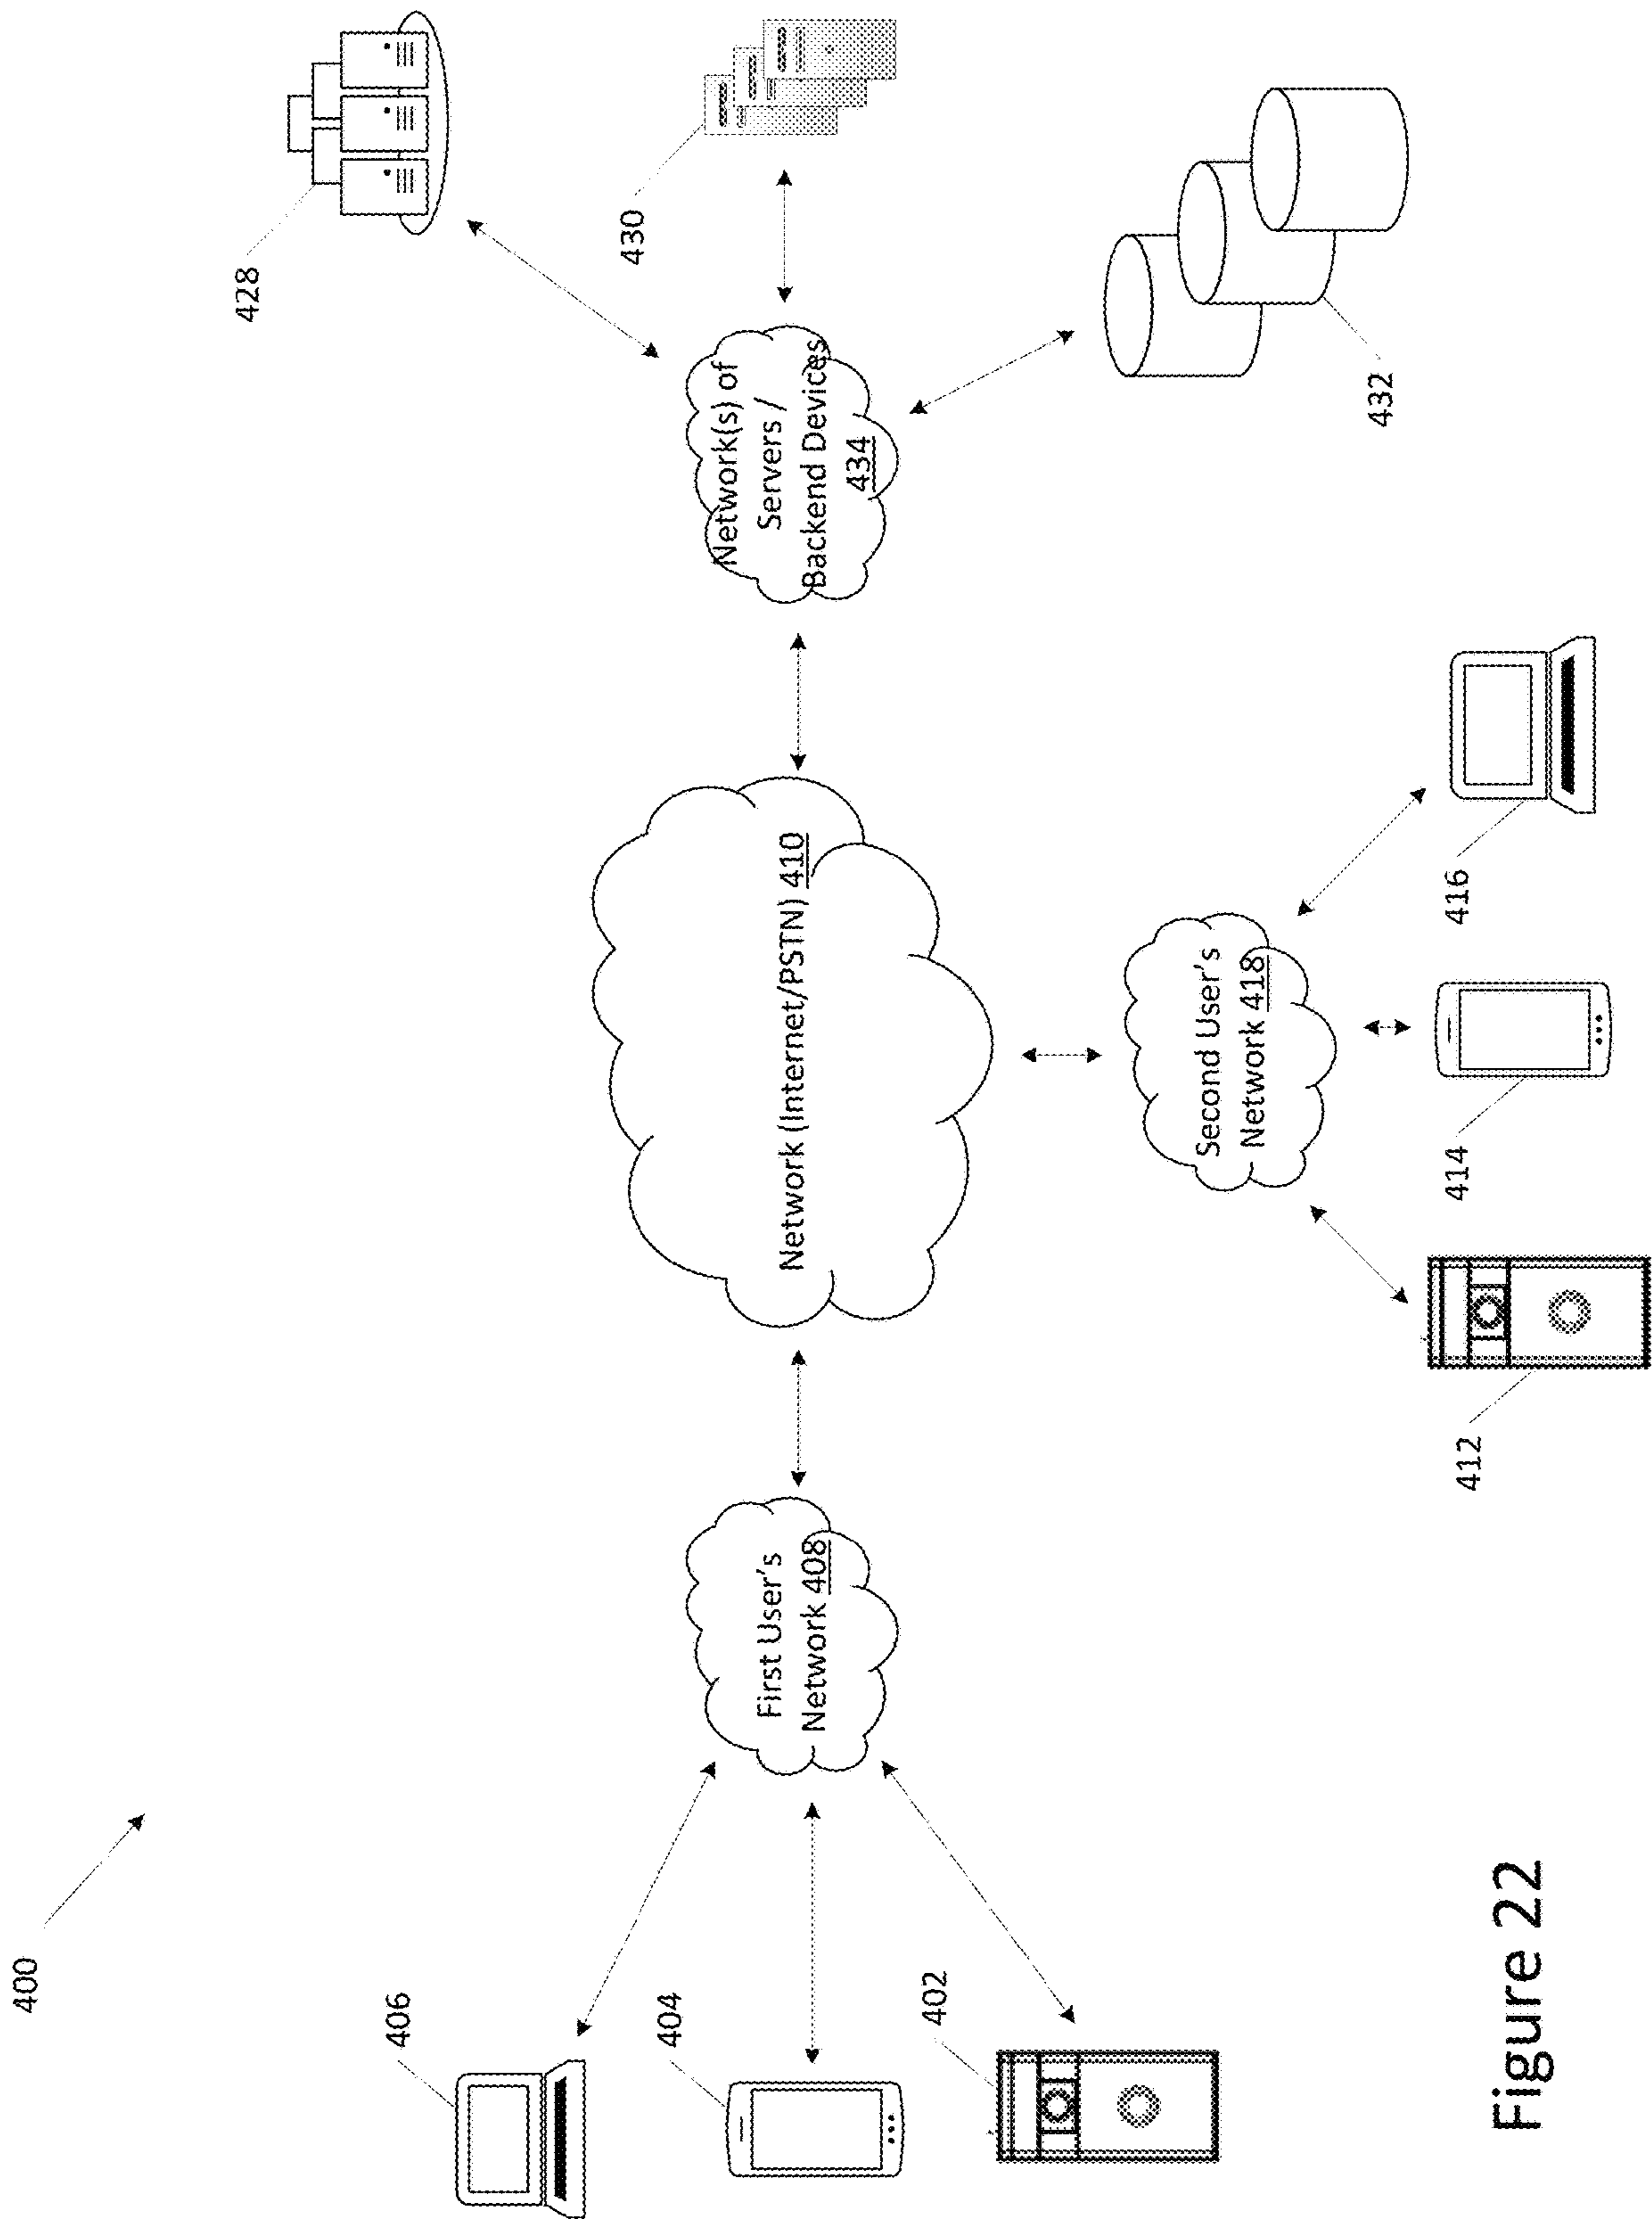 400
406
404
402
First User's
Network 408
Network (Internet/PSTN) 410
Second User's
Network 418
412
414
416
Network(s) of
Servers /
Backend Devices
434
428
430
432
Figure 22